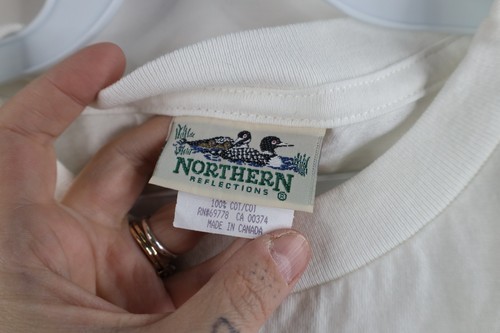 NORTHERN
REFLECTIONS ®
100% COT/COT
RN#69778 CA 00374
MADE IN CANADA